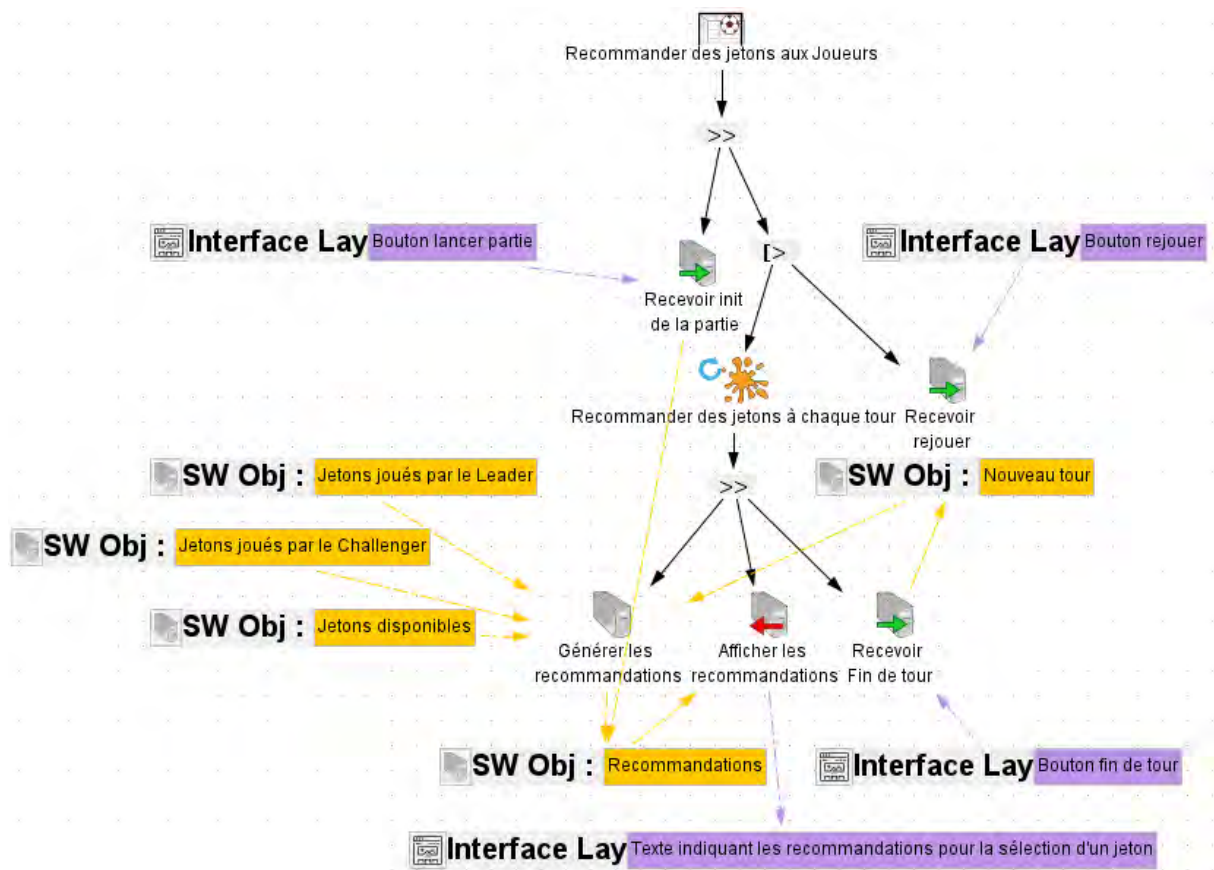 Recommander des jetons aux Joueurs
>>
Interface Lay Bouton lancer partie
[>
Interface Lay Bouton rejouer
Recevoir init
de la partie
Recommander des jetons à chaque tour
Recevoir
rejouer
SW Obj : Jetons joués par le Leader
>>
SW Obj : Nouveau tour
SW Obj : Jetons joués par le Challenger
SW Obj : Jetons disponibles
Générer les
recommandations
Afficher les
recommandations
Recevoir
Fin de tour
SW Obj : Recommandations
Interface Lay Bouton fin de tour
Interface Lay Texte indiquant les recommandations pour la sélection d'un jeton